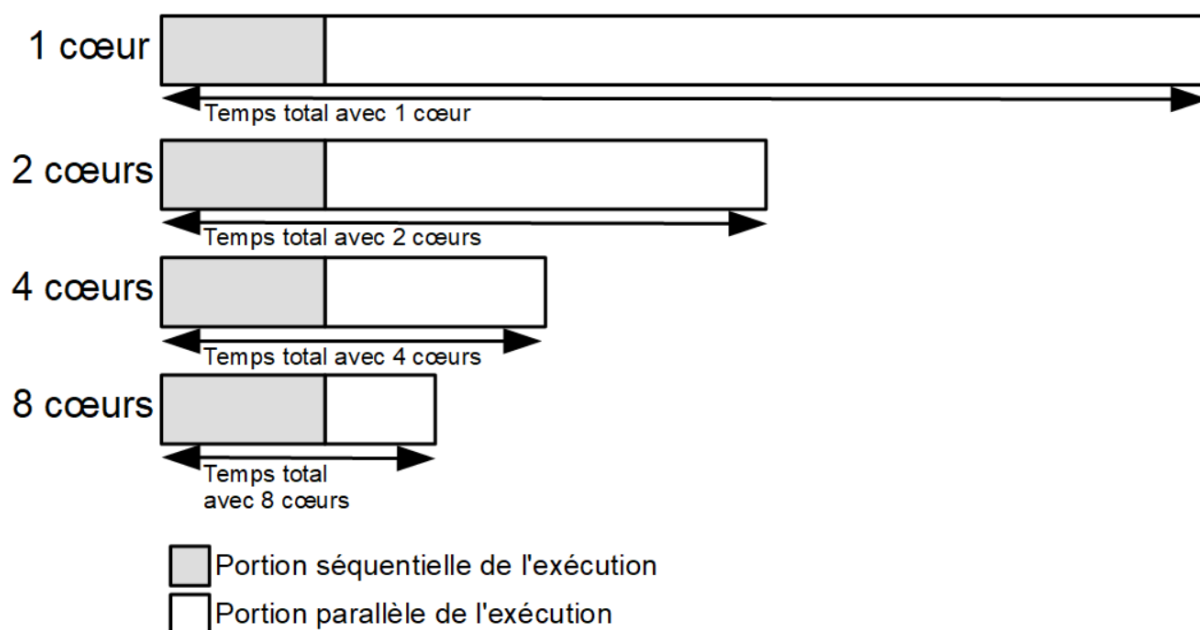 1 cœur
Temps total avec 1 cœur
2 cœurs
Temps total avec 2 cœurs
4 cœurs
Temps total avec 4 cœurs
8 cœurs
Temps total
avec 8 cœurs
Portion séquentielle de l'exécution
Portion parallèle de l'exécution